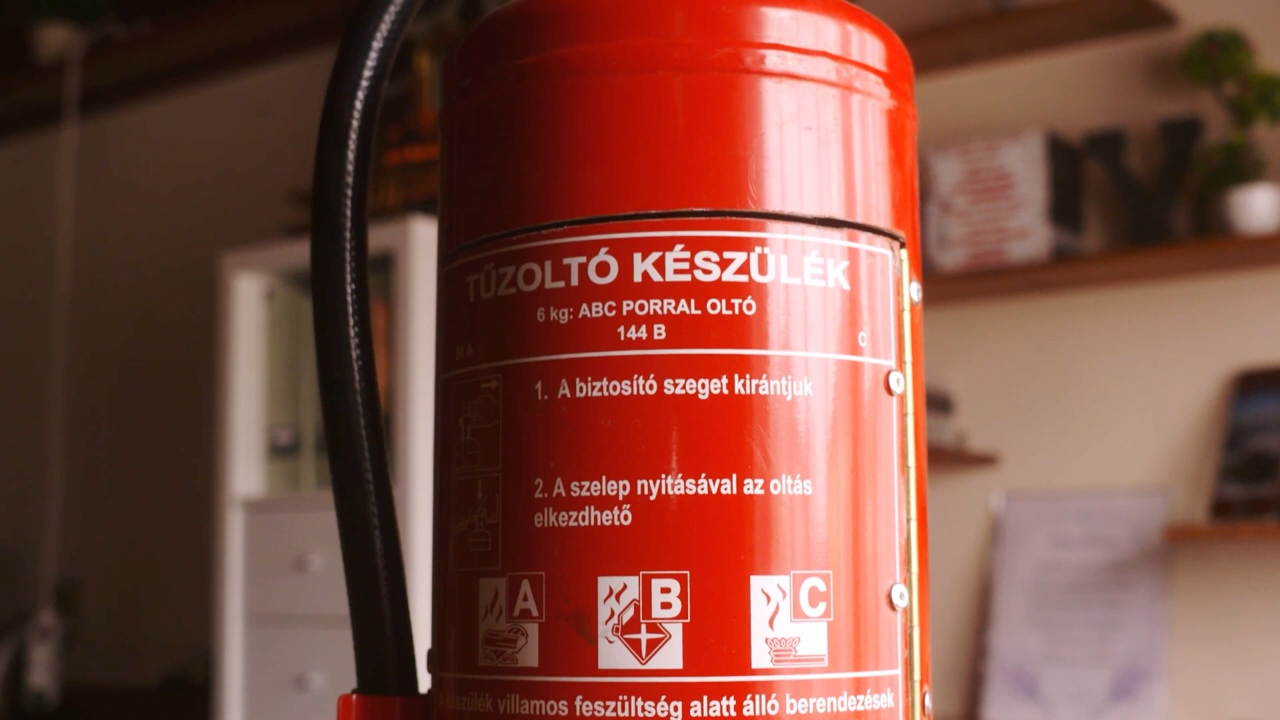 TŰZOLTÓ KÉSZÜLÉK
6 kg: ABC PORRAL OLTÓ
144 B
C
1. A biztosító szeget kirántjuk
2. A szelep nyitásával az oltás
elkezdhető
A B C
készülék villamos feszültség alatt álló berendezések